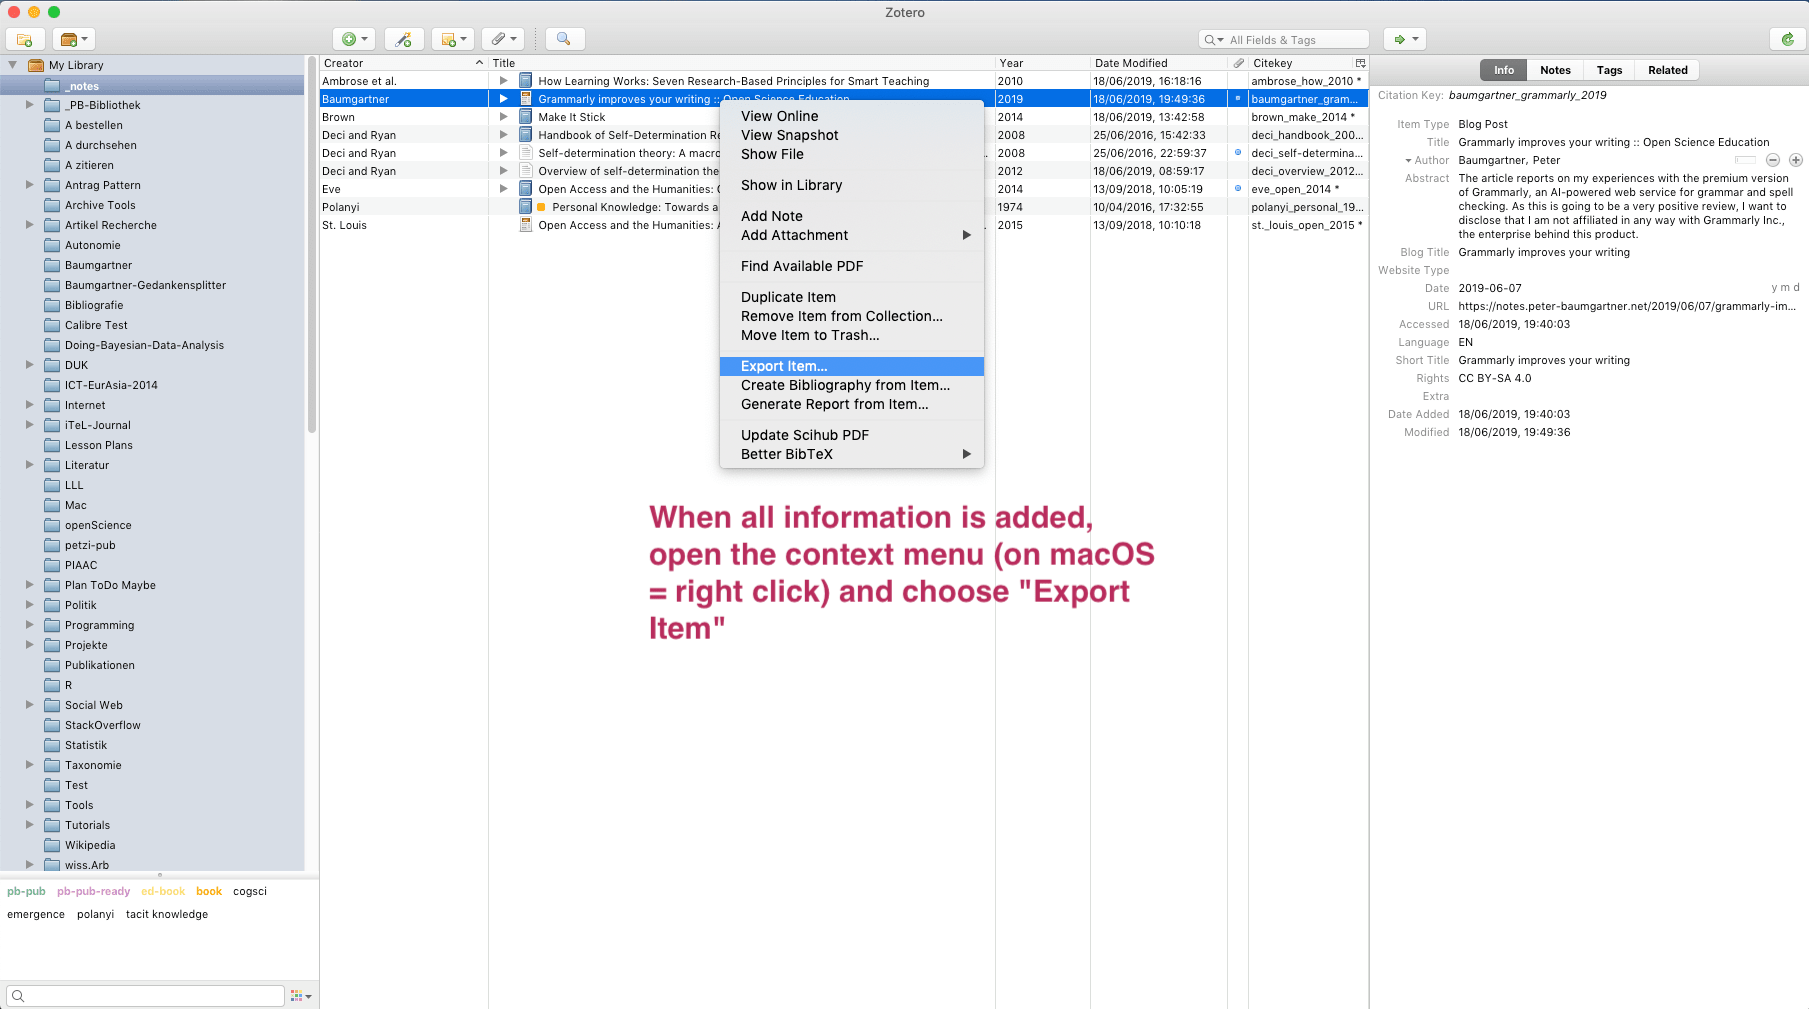 Zotero
All Fields & Tags
My Library
_notes
_PB-Bibliothek
A bestellen
A durchsehen
A zitieren
Antrag Pattern
Archive Tools
Artikel Recherche
Autonomie
Baumgartner
Baumgartner-Gedankensplitter
Bibliografie
Calibre Test
Doing-Bayesian-Data-Analysis
DUK
ICT-EurAsia-2014
Internet
iTeL-Journal
Lesson Plans
Literatur
LLL
Mac
openScience
petzi-pub
PIAAC
Plan ToDo Maybe
Politik
Programming
Projekte
Publikationen
R
Social Web
StackOverflow
Statistik
Taxonomie
Test
Tools
Tutorials
Wikipedia
wiss.Arb
pb-pub pb-pub-ready ed-book book cogsci
emergence polanyi tacit knowledge
Creator Title Year Date Modified Citekey
Ambrose et al. How Learning Works: Seven Research-Based Principles for Smart Teaching 2010 18/06/2019, 16:18:16 ambrose_how_2010 *
Baumgartner Grammarly improves your writing :: Open Science Education 2019 18/06/2019, 19:49:36 baumgartner_gram...
Brown Make It Stick 2014 18/06/2019, 13:42:58 brown_make_2014 *
Deci and Ryan Handbook of Self-Determination Re 2008 25/06/2016, 15:42:33 deci_handbook_200...
Deci and Ryan Self-determination theory: A macro .. 2008 25/06/2016, 22:59:37 deci_self-determina...
Deci and Ryan Overview of self-determination the 2012 18/06/2019, 08:59:17 deci_overview_2012...
Eve Open Access and the Humanities: 2014 13/09/2018, 10:05:19 eve_open_2014 *
Polanyi Personal Knowledge: Towards a .. 1974 10/04/2016, 17:32:55 polanyi_personal_19...
St. Louis Open Access and the Humanities: .. 2015 13/09/2018, 10:10:18 st._louis_open_2015 *
View Online
View Snapshot
Show File
Show in Library
Add Note
Add Attachment
Find Available PDF
Duplicate Item
Remove Item from Collection...
Move Item to Trash...
Export Item...
Create Bibliography from Item...
Generate Report from Item...
Update Scihub PDF
Better BibTeX
When all information is added,
open the context menu (on macOS
= right click) and choose "Export
Item"
Info Notes Tags Related
Citation Key: baumgartner_grammarly_2019
Item Type Blog Post
Title Grammarly improves your writing :: Open Science Education
Author Baumgartner, Peter
Abstract The article reports on my experiences with the premium version
of Grammarly, an AI-powered web service for grammar and spell
checking. As this is going to be a very positive review, I want to
disclose that I am not affiliated in any way with Grammarly Inc.,
the enterprise behind this product.
Blog Title Grammarly improves your writing
Website Type
Date 2019-06-07 y m d
URL https://notes.peter-baumgartner.net/2019/06/07/grammarly-im...
Accessed 18/06/2019, 19:40:03
Language EN
Short Title Grammarly improves your writing
Rights CC BY-SA 4.0
Extra
Date Added 18/06/2019, 19:40:03
Modified 18/06/2019, 19:49:36